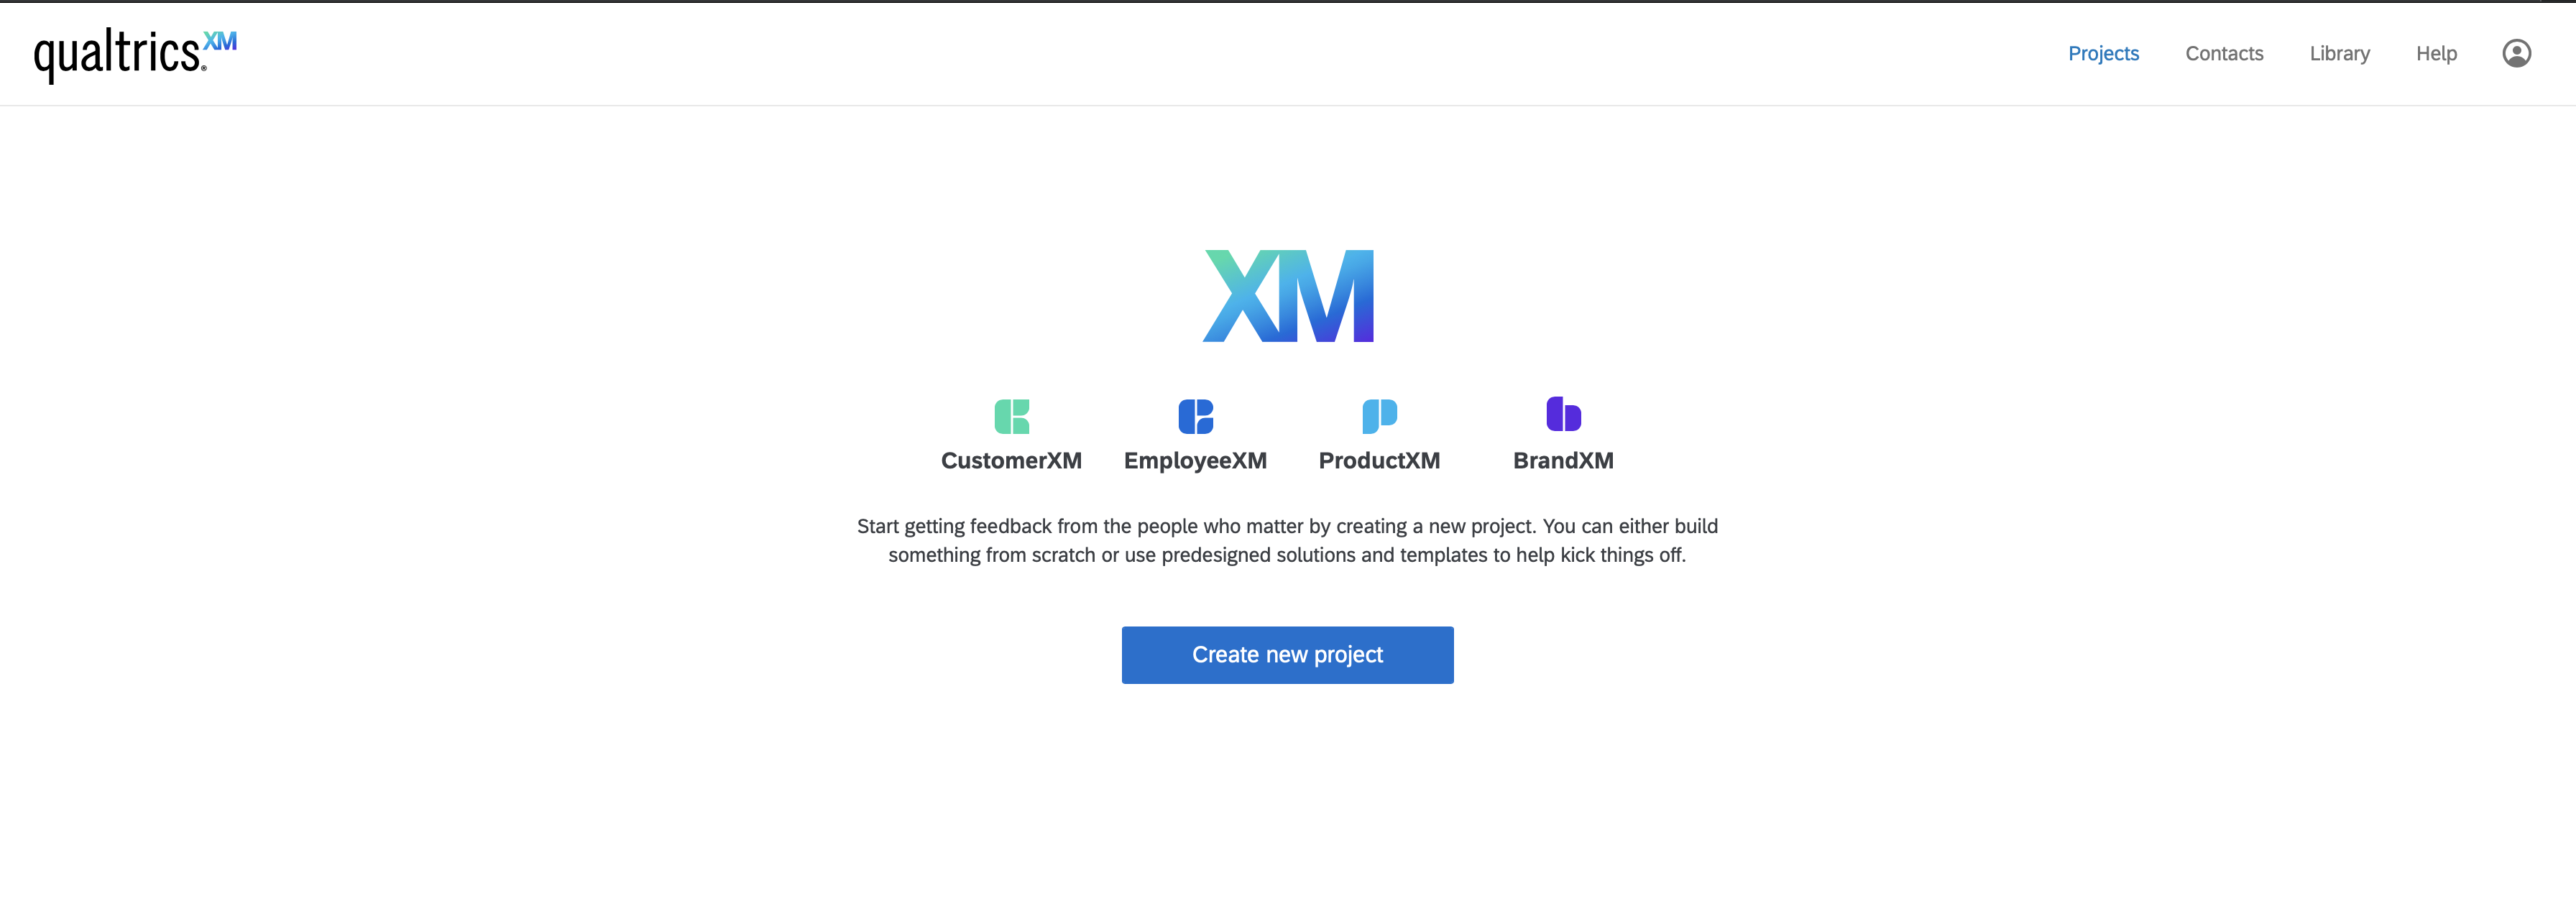 qualtrics.XM
Projects Contacts Library Help
XM
CustomerXM EmployeeXM ProductXM BrandXM
Start getting feedback from the people who matter by creating a new project. You can either build
something from scratch or use predesigned solutions and templates to help kick things off.
Create new project